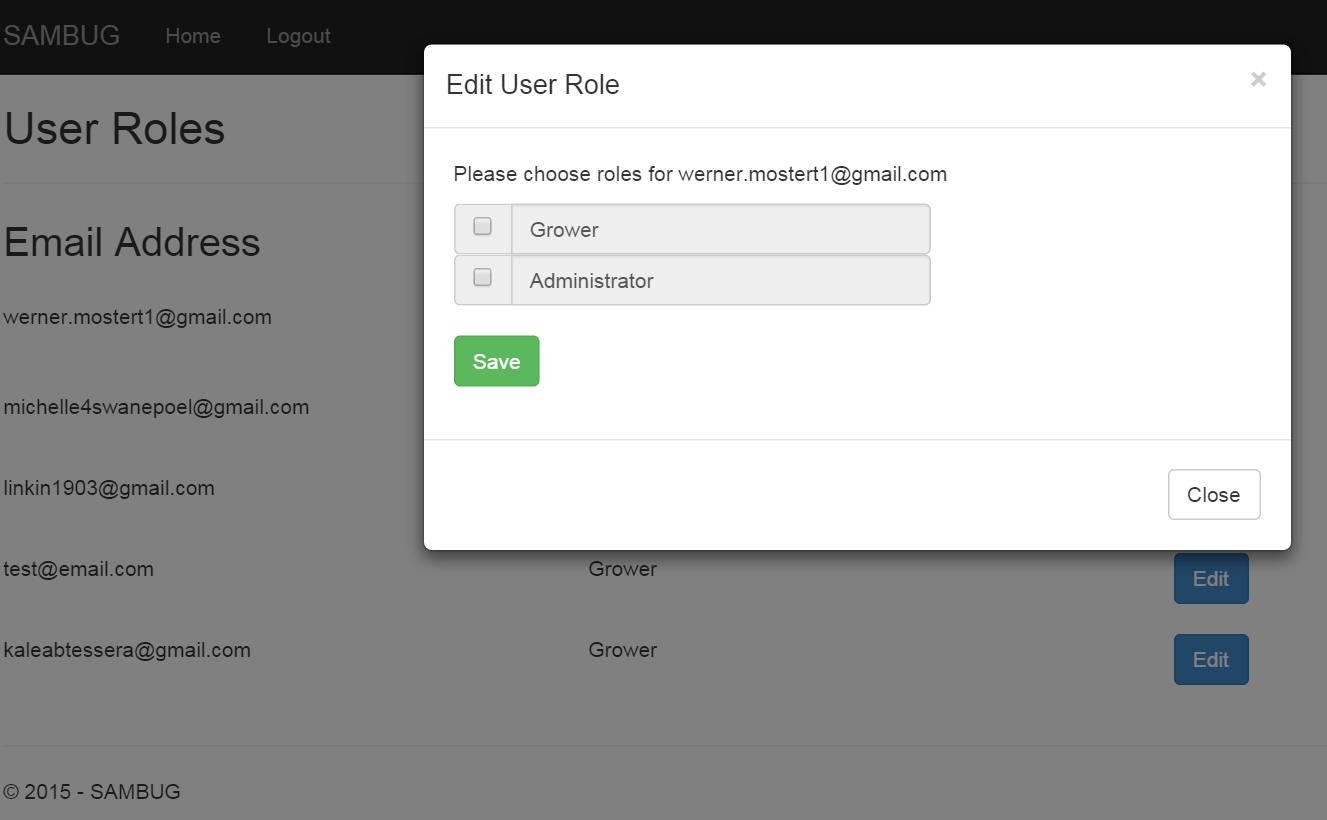 SAMBUG Home Logout
Edit User Role ×
Please choose roles for werner.mostert1@gmail.com
Grower
Administrator
Save
Close
User Roles
Email Address
werner.mostert1@gmail.com
michelle4swanepoel@gmail.com
linkin1903@gmail.com
test@email.com Grower Edit
kaleabtessera@gmail.com Grower Edit
© 2015 - SAMBUG